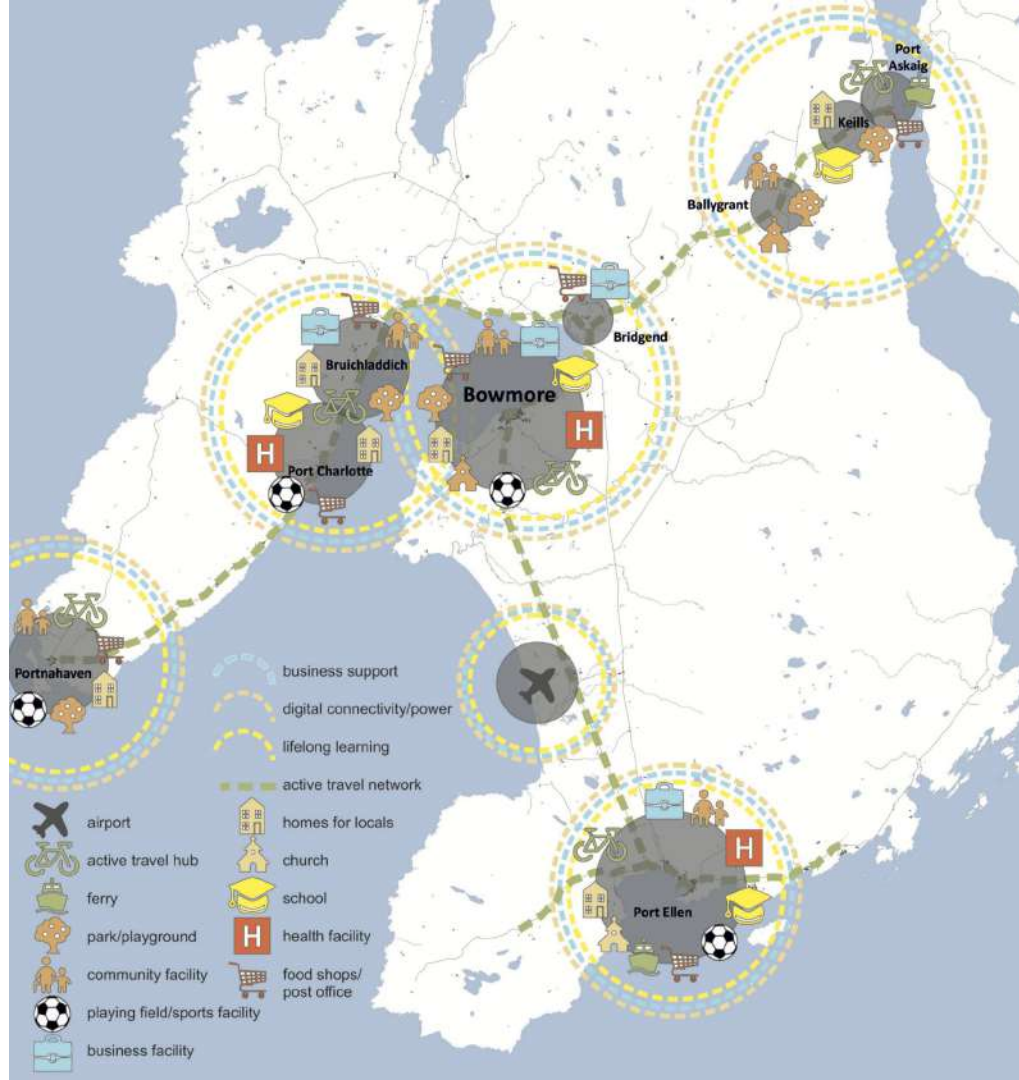 Port
Askaig
Keills
Ballygrant
Bridgend
Bruichladdich
Bowmore
H
H
Port Charlotte
Portnahaven
business support
digital connectivity/power
lifelong learning
active travel network
airport
homes for locals
active travel hub
church
ferry
school
park/playground
H
health facility
community facility
food shops/
post office
playing field/sports facility
business facility
H
Port Ellen